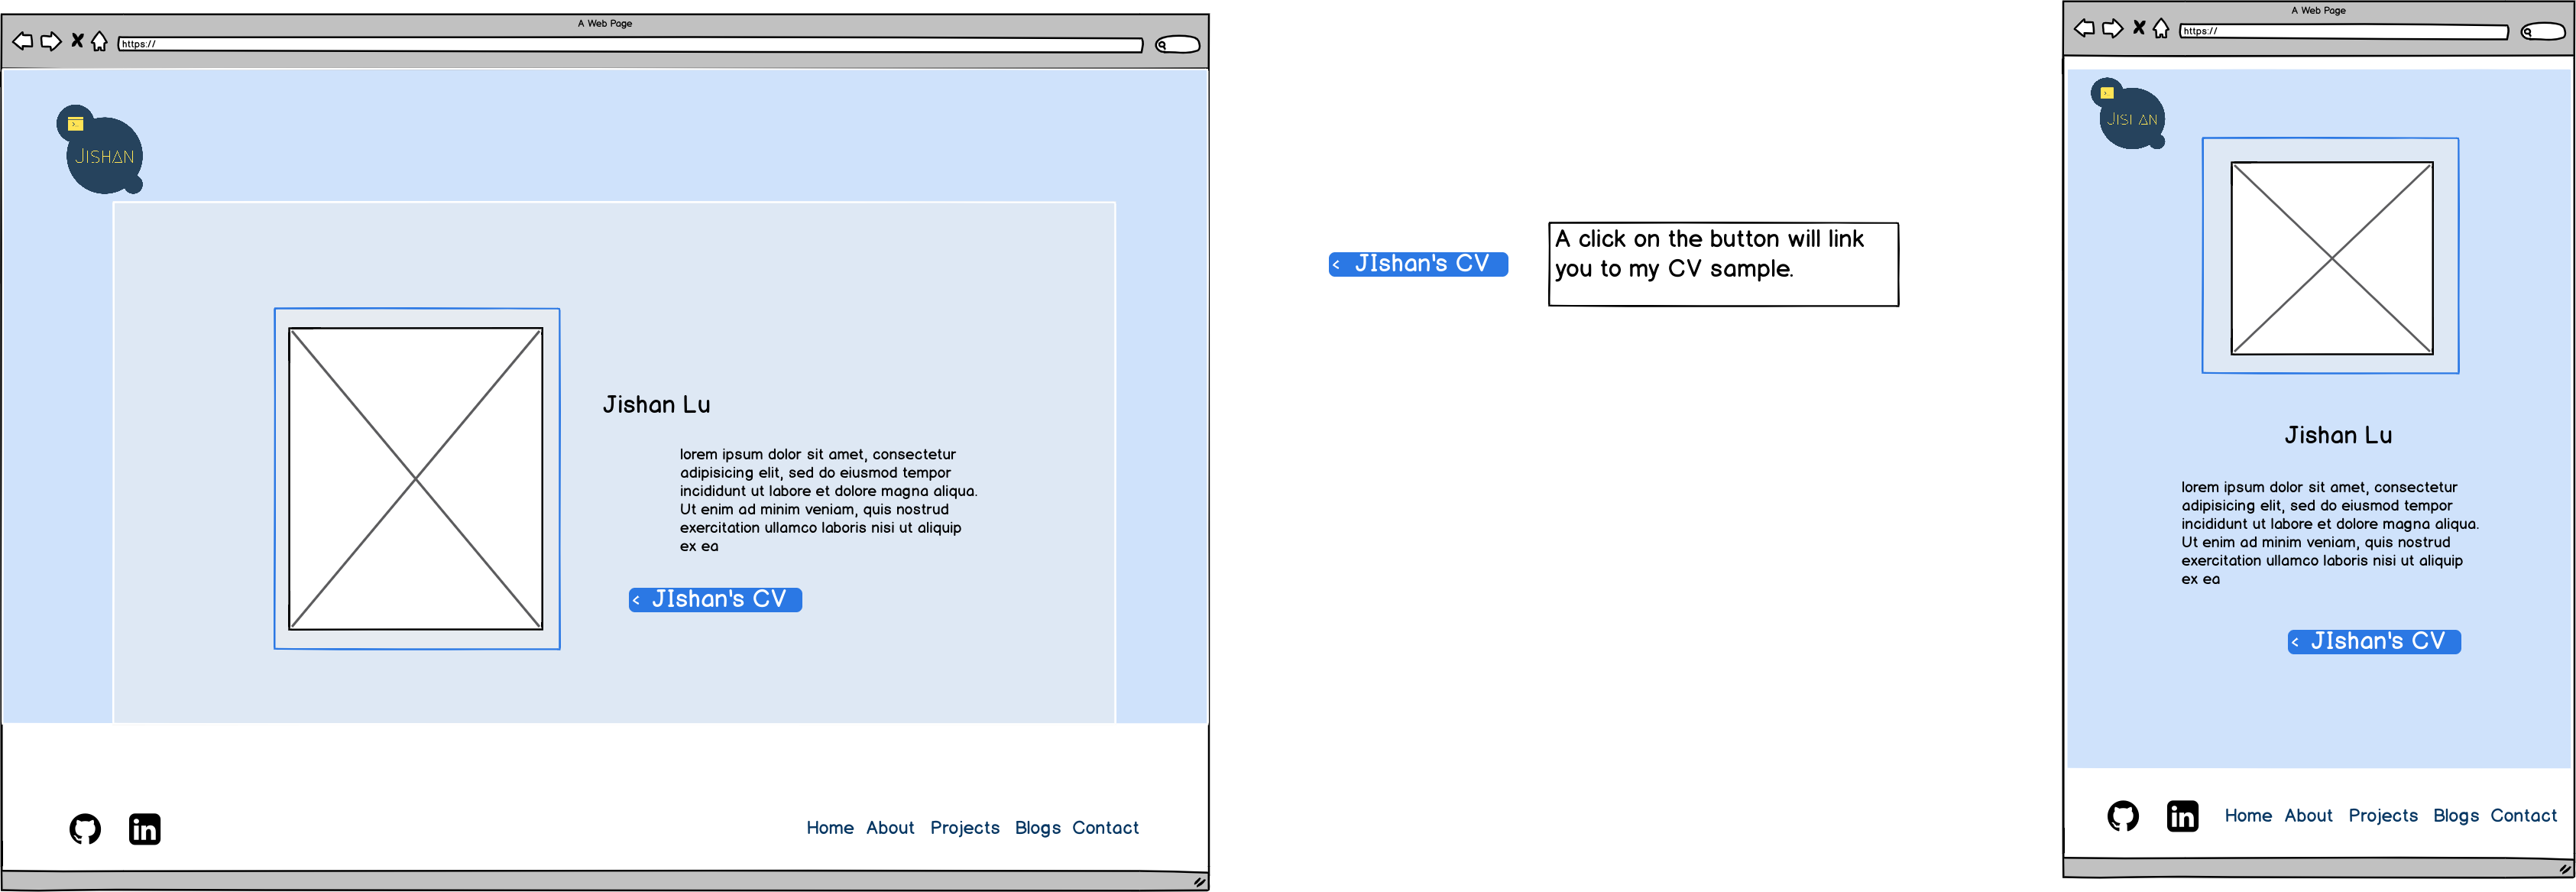 A Web Page
https://
JISHAN
Jishan Lu
lorem ipsum dolor sit amet, consectetur
adipisicing elit, sed do eiusmod tempor
incididunt ut labore et dolore magna aliqua.
Ut enim ad minim veniam, quis nostrud
exercitation ullamco laboris nisi ut aliquip
ex ea
< JIshan's CV
Home About Projects Blogs Contact
< JIshan's CV
A click on the button will link
you to my CV sample.
A Web Page
https://
JISHAN
Jishan Lu
lorem ipsum dolor sit amet, consectetur
adipisicing elit, sed do eiusmod tempor
incididunt ut labore et dolore magna aliqua.
Ut enim ad minim veniam, quis nostrud
exercitation ullamco laboris nisi ut aliquip
ex ea
< JIshan's CV
in
Home About Projects Blogs Contact